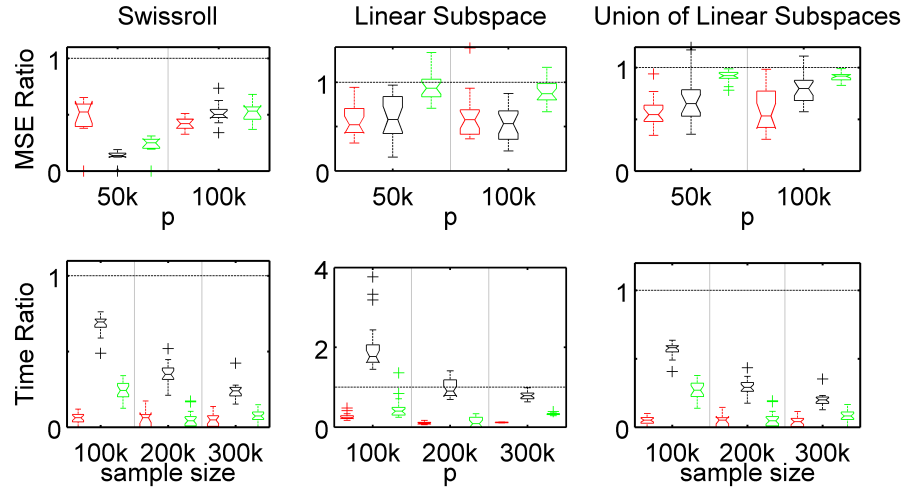 Swissroll
Linear Subspace
Union of Linear Subspaces
MSE Ratio
1
0
50k 100k
p
1
0
50k 100k
p
1
0
50k 100k
p
Time Ratio
1
0
100k 200k 300k
sample size
4
2
0
100k 200k 300k
p
1
0
100k 200k 300k
sample size